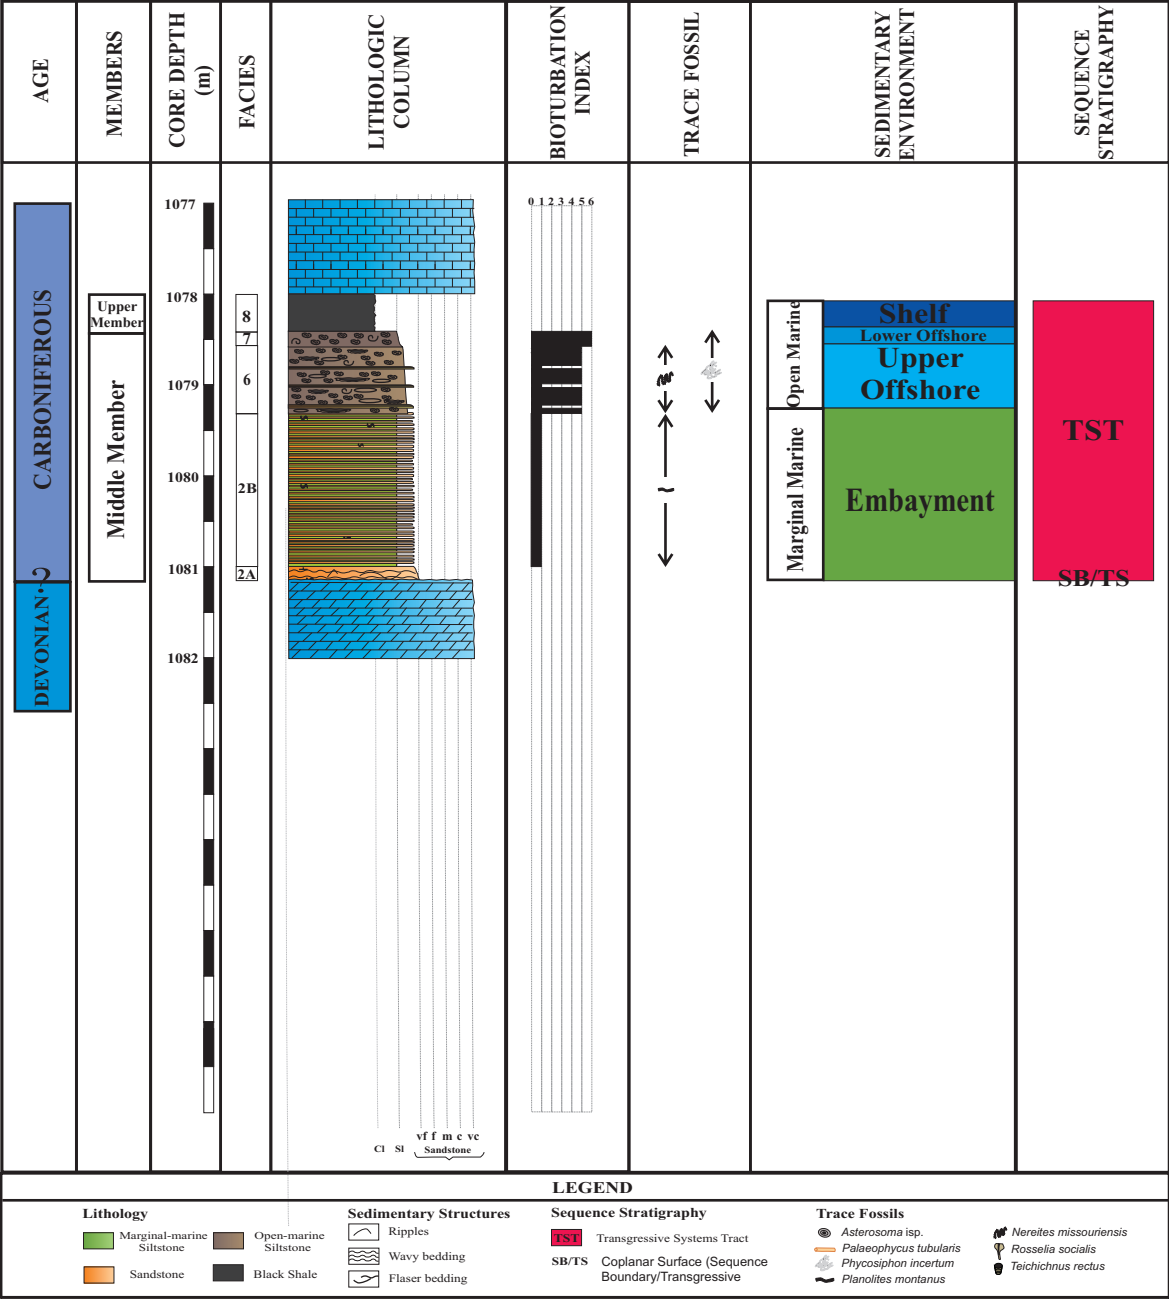 AGE
MEMBERS
CORE DEPTH
(m)
FACIES
LITHOLOGIC
COLUMN
BIOTURBATION
INDEX
TRACE FOSSIL
SEDIMENTARY
ENVIRONMENT
SEQUENCE
STRATIGRAPHY
CARBONIFEROUS
?
DEVONIAN
Upper
Member
Middle Member
1077
1078
1079
1080
1081
1082
8
7
6
2B
2A
0 1 2 3 4 5 6
Open Marine
Marginal Marine
Shelf
Lower Offshore
Upper
Offshore
Embayment
TST
SB/TS
vf f m c vc
Cl Sl Sandstone
LEGEND
Lithology
Marginal-marine
Siltstone
Open-marine
Siltstone
Sandstone
Black Shale
Sedimentary Structures
Ripples
Wavy bedding
Flaser bedding
Sequence Stratigraphy
TST Transgressive Systems Tract
SB/TS Coplanar Surface (Sequence
Boundary/Transgressive
Trace Fossils
Asterosoma isp.
Palaeophycus tubularis
Phycosiphon incertum
Planolites montanus
Nereites missouriensis
Rosselia socialis
Teichichnus rectus